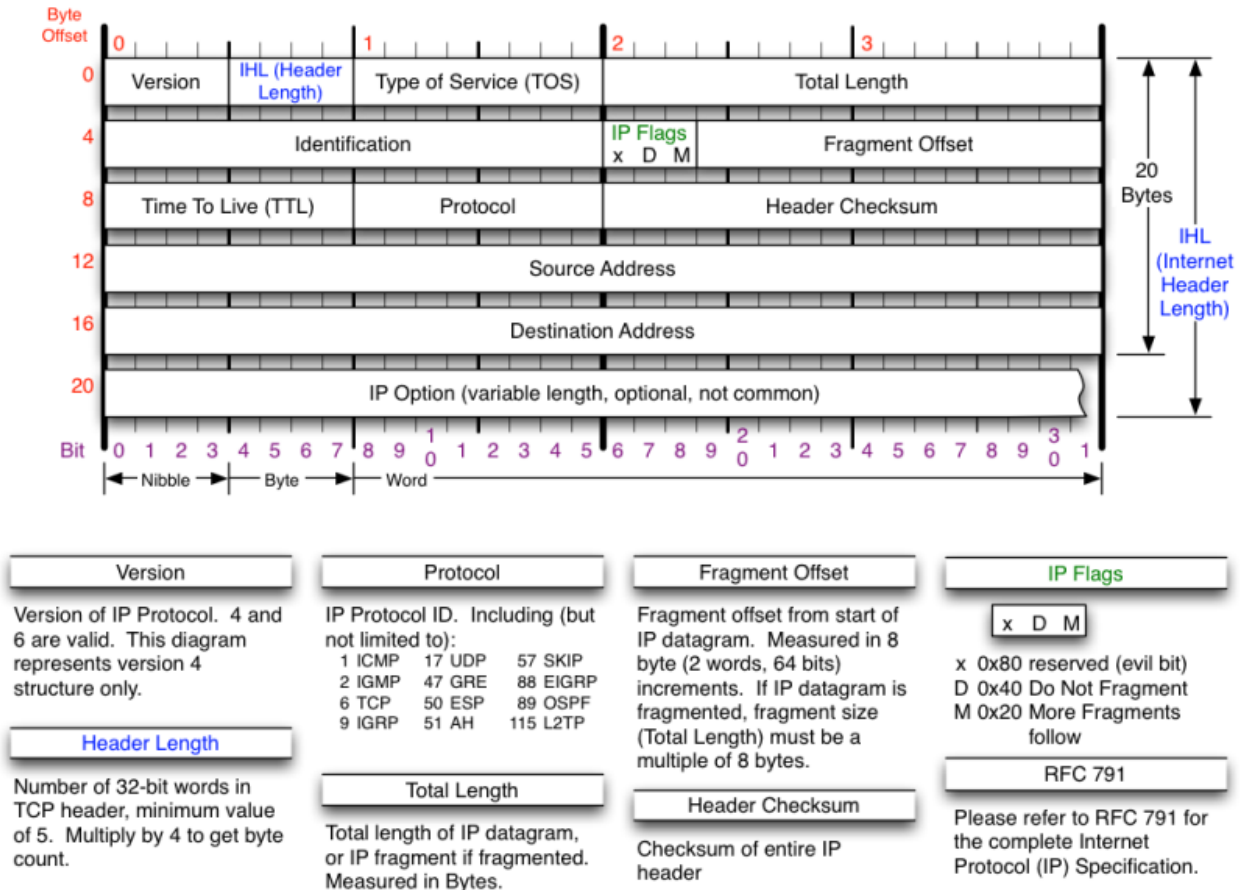 Byte
Offset
0 1 2 3
0 Version IHL (Header Length) Type of Service (TOS) Total Length
4 Identification IP Flags x D M Fragment Offset
8 Time To Live (TTL) Protocol Header Checksum
12 Source Address
16 Destination Address
20 IP Option (variable length, optional, not common)
20
Bytes
IHL
(Internet
Header
Length)
Bit 0 1 2 3 4 5 6 7 8 9 10 1 2 3 4 5 6 7 8 9 20 1 2 3 4 5 6 7 8 9 30 1
Nibble Byte Word
Version
Version of IP Protocol. 4 and
6 are valid. This diagram
represents version 4
structure only.
Header Length
Number of 32-bit words in
TCP header, minimum value
of 5. Multiply by 4 to get byte
count.
Protocol
IP Protocol ID. Including (but
not limited to):
1 ICMP 17 UDP 57 SKIP
2 IGMP 47 GRE 88 EIGRP
6 TCP 50 ESP 89 OSPF
9 IGRP 51 AH 115 L2TP
Total Length
Total length of IP datagram,
or IP fragment if fragmented.
Measured in Bytes.
Fragment Offset
Fragment offset from start of
IP datagram. Measured in 8
byte (2 words, 64 bits)
increments. If IP datagram is
fragmented, fragment size
(Total Length) must be a
multiple of 8 bytes.
Header Checksum
Checksum of entire IP
header
IP Flags
x D M
x 0x80 reserved (evil bit)
D 0x40 Do Not Fragment
M 0x20 More Fragments
follow
RFC 791
Please refer to RFC 791 for
the complete Internet
Protocol (IP) Specification.